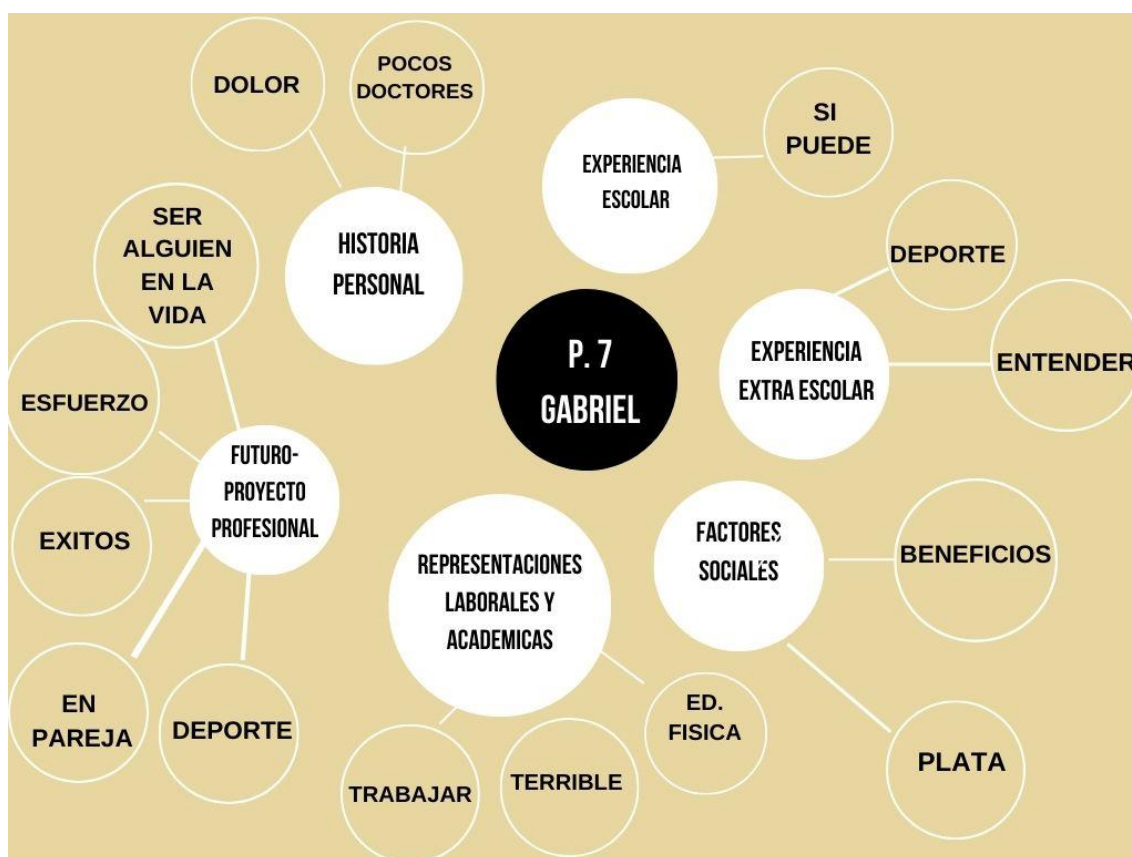 DOLOR
POCOS
DOCTORES
HISTORIA
PERSONAL
EXPERIENCIA
ESCOLAR
SI
PUEDE
DEPORTE
ENTENDER
EXPERIENCIA
EXTRA ESCOLAR
P. 7
GABRIEL
SER
ALGUIEN
EN LA
VIDA
ESFUERZO
EXITOS
FUTURO-
PROYECTO
PROFESIONAL
EN
PAREJA
DEPORTE
REPRESENTACIONES
LABORALES Y
ACADEMICAS
TRABAJAR
TERRIBLE
ED.
FISICA
FACTORES
SOCIALES
BENEFICIOS
PLATA